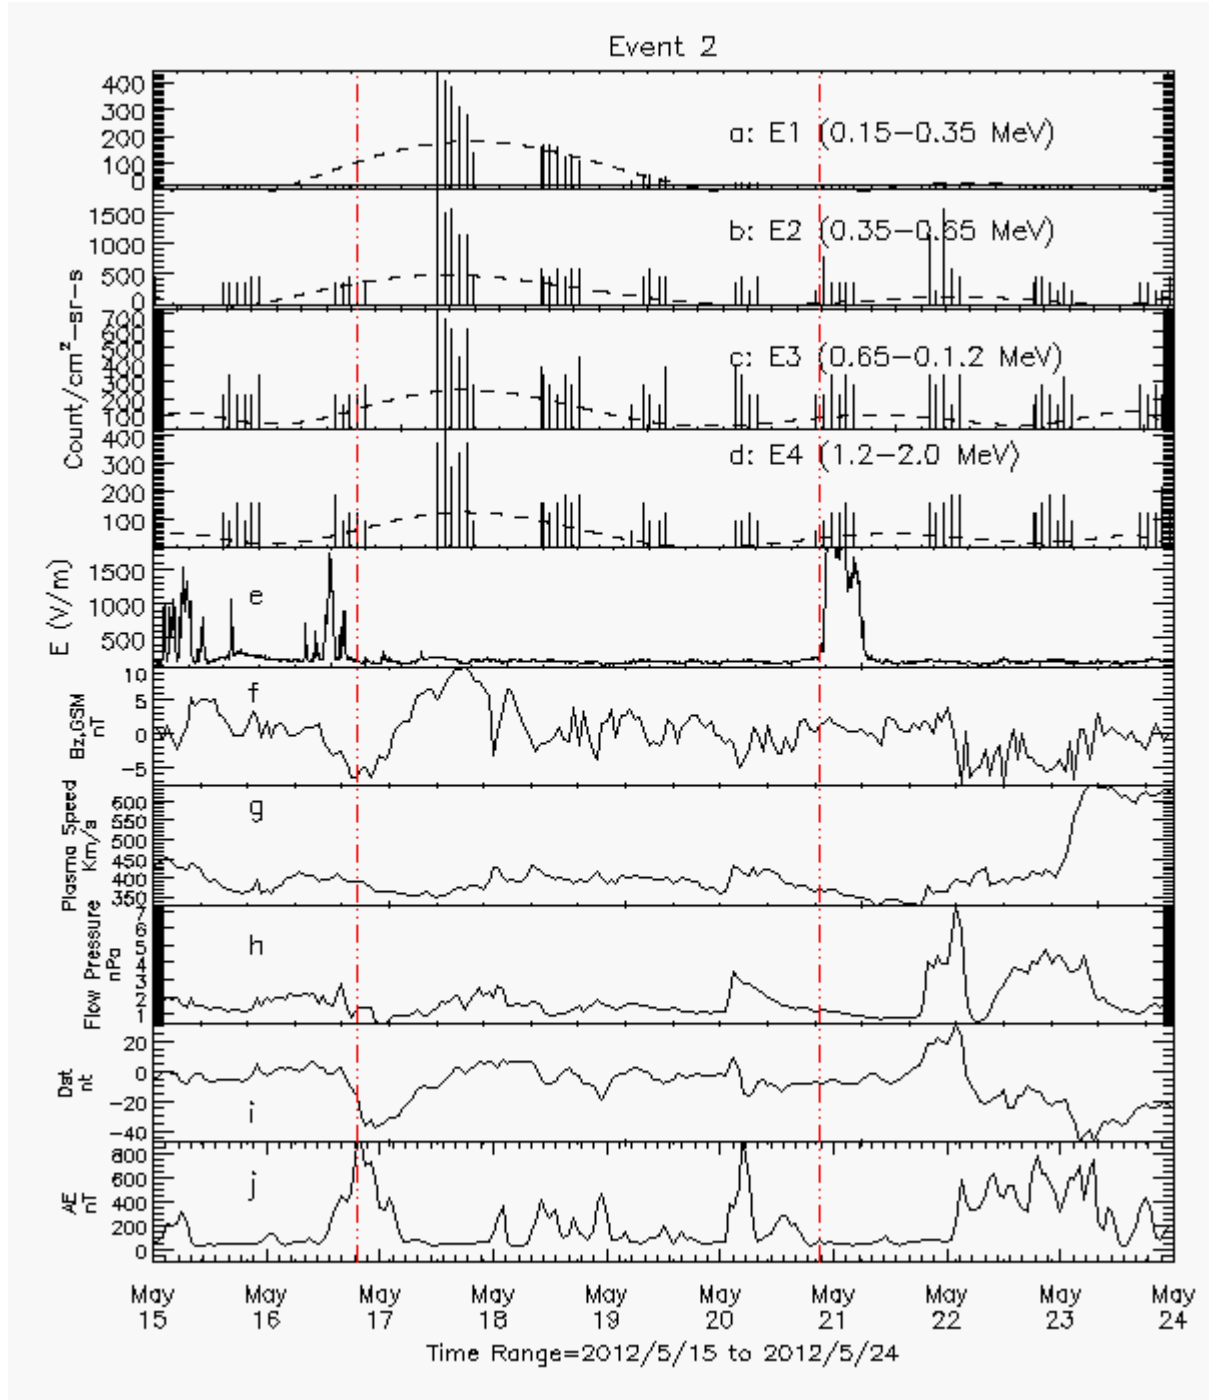 Event 2
400
300
200
100
0
a: E1 (0.15-0.35 MeV)
1500
1000
500
0
b: E2 (0.35-0.65 MeV)
700
600
500
400
300
200
100
c: E3 (0.65-0.1.2 MeV)
400
300
200
100
d: E4 (1.2-2.0 MeV)
Count/cm²-sr-s
1500
1000
500
E (V/m)
e
10
5
0
-5
Bz,GSM
nT
f
600
550
500
450
400
350
Plasma Speed
Km/s
g
7
6
5
4
3
2
1
Flow Pressure
nPa
h
20
0
-20
-40
Dst
nt
i
800
600
400
200
0
AE
nT
j
May May May May May May May May May May
15 16 17 18 19 20 21 22 23 24
Time Range=2012/5/15 to 2012/5/24